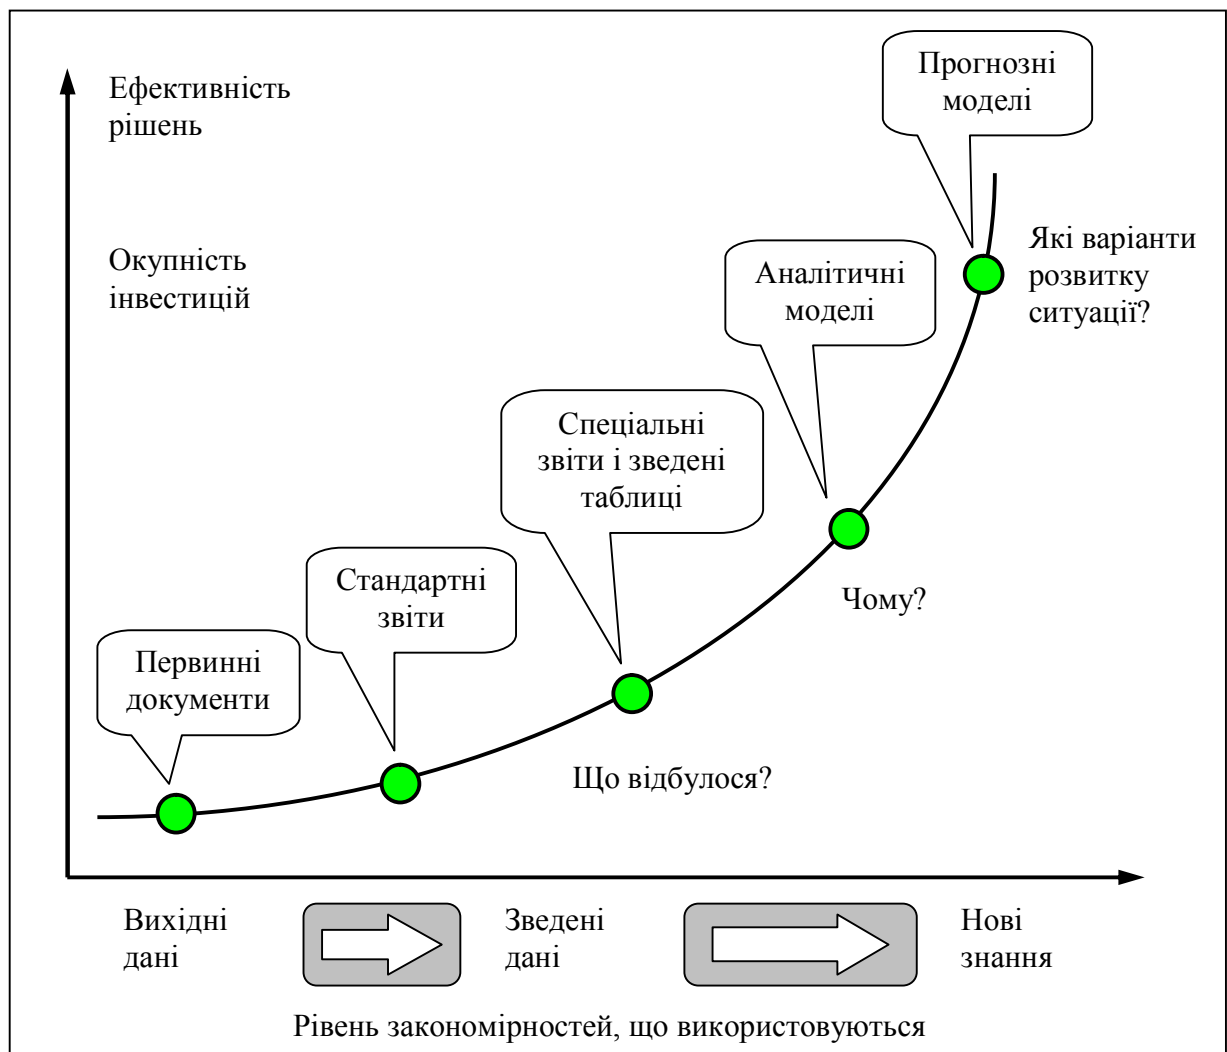 Прогнозні
моделі
Ефективність
рішень
Які варіанти
розвитку
ситуації?
Окупність
інвестицій
Аналітичні
моделі
Спеціальні
звіти і зведені
таблиці
Чому?
Стандартні
звіти
Первинні
документи
Що відбулося?
Вихідні
дані
Зведені
дані
Нові
знання
Рівень закономірностей, що використовуються